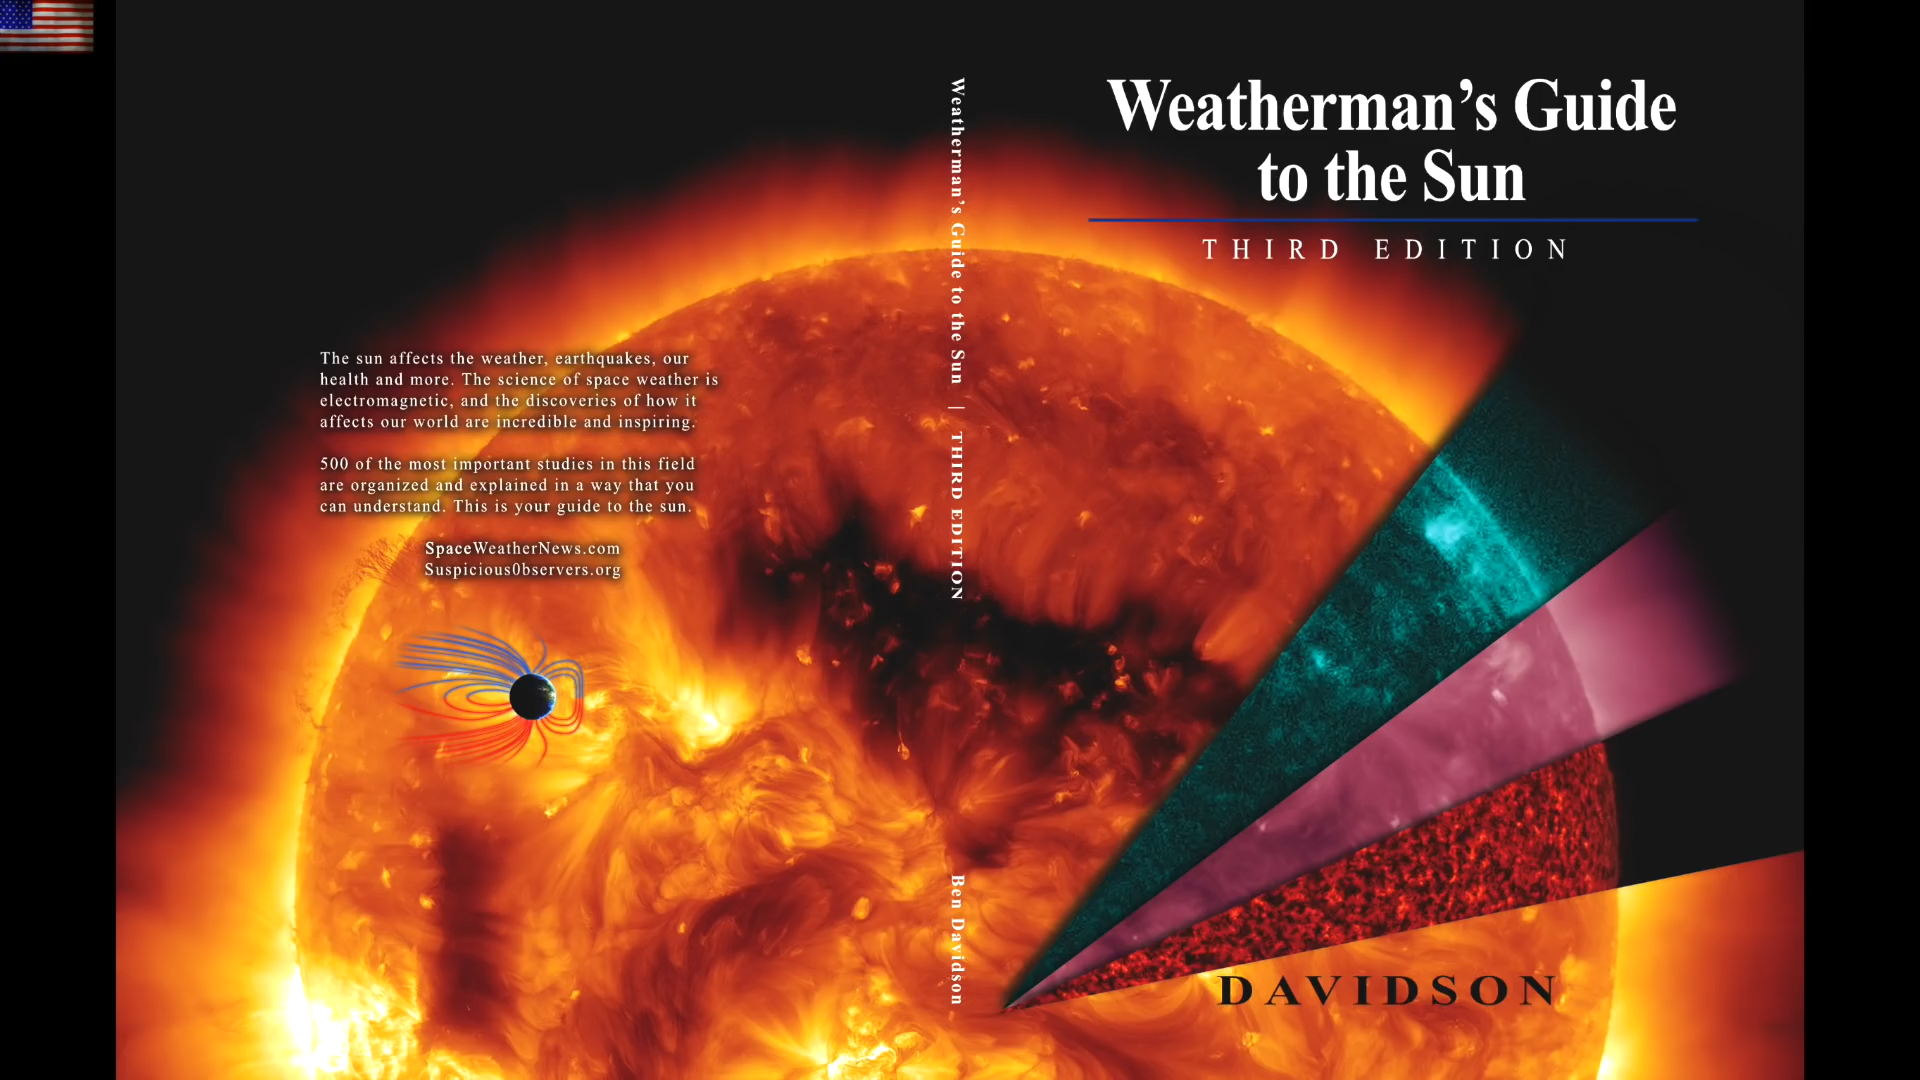 The sun affects the weather, earthquakes, our
health and more. The science of space weather is
electromagnetic, and the discoveries of how it
affects our world are incredible and inspiring.
500 of the most important studies in this field
are organized and explained in a way that you
can understand. This is your guide to the sun.
SpaceWeatherNews.com
Suspicious0bservers.org
Weatherman's Guide to the Sun | THIRD EDITION Ben Davidson
Weatherman's Guide
to the Sun
THIRD EDITION
DAVIDSON